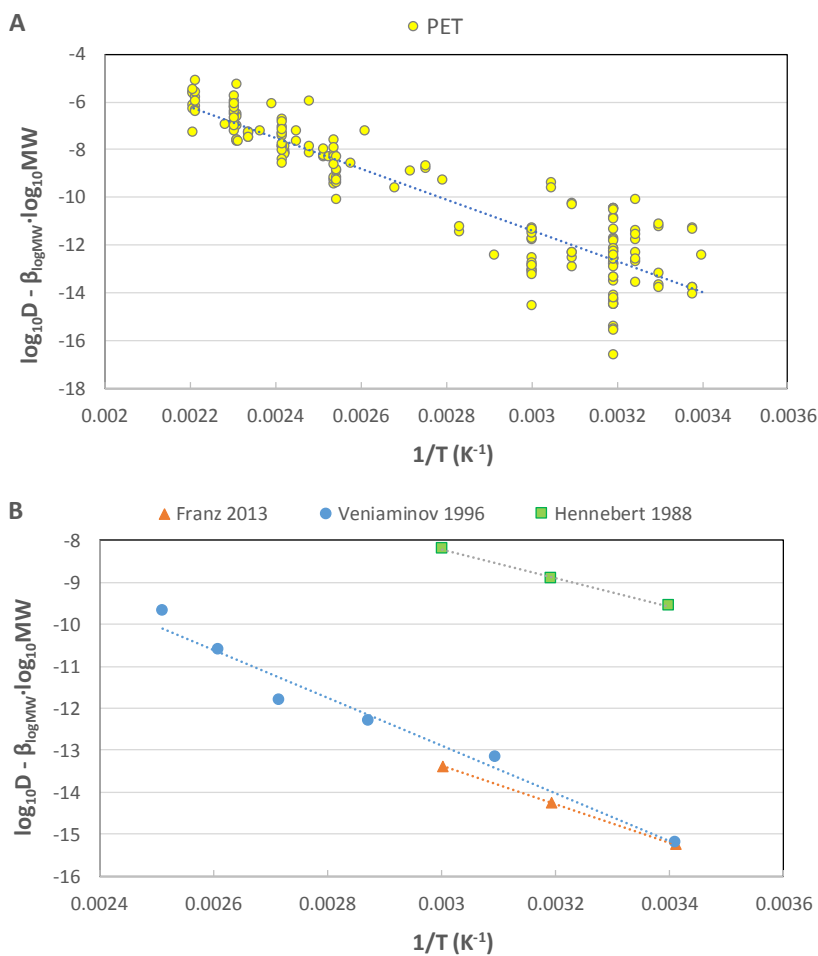 A
PET
-4
-6
-8
-10
-12
-14
-16
-18
log₁₀D - β_logMW·log₁₀MW
0.002 0.0022 0.0024 0.0026 0.0028 0.003 0.0032 0.0034 0.0036
1/T (K⁻¹)
B
Franz 2013 Veniaminov 1996 Hennebert 1988
-8
-9
-10
-11
-12
-13
-14
-15
-16
log₁₀D - β_logMW·log₁₀MW
0.0024 0.0026 0.0028 0.003 0.0032 0.0034 0.0036
1/T (K⁻¹)